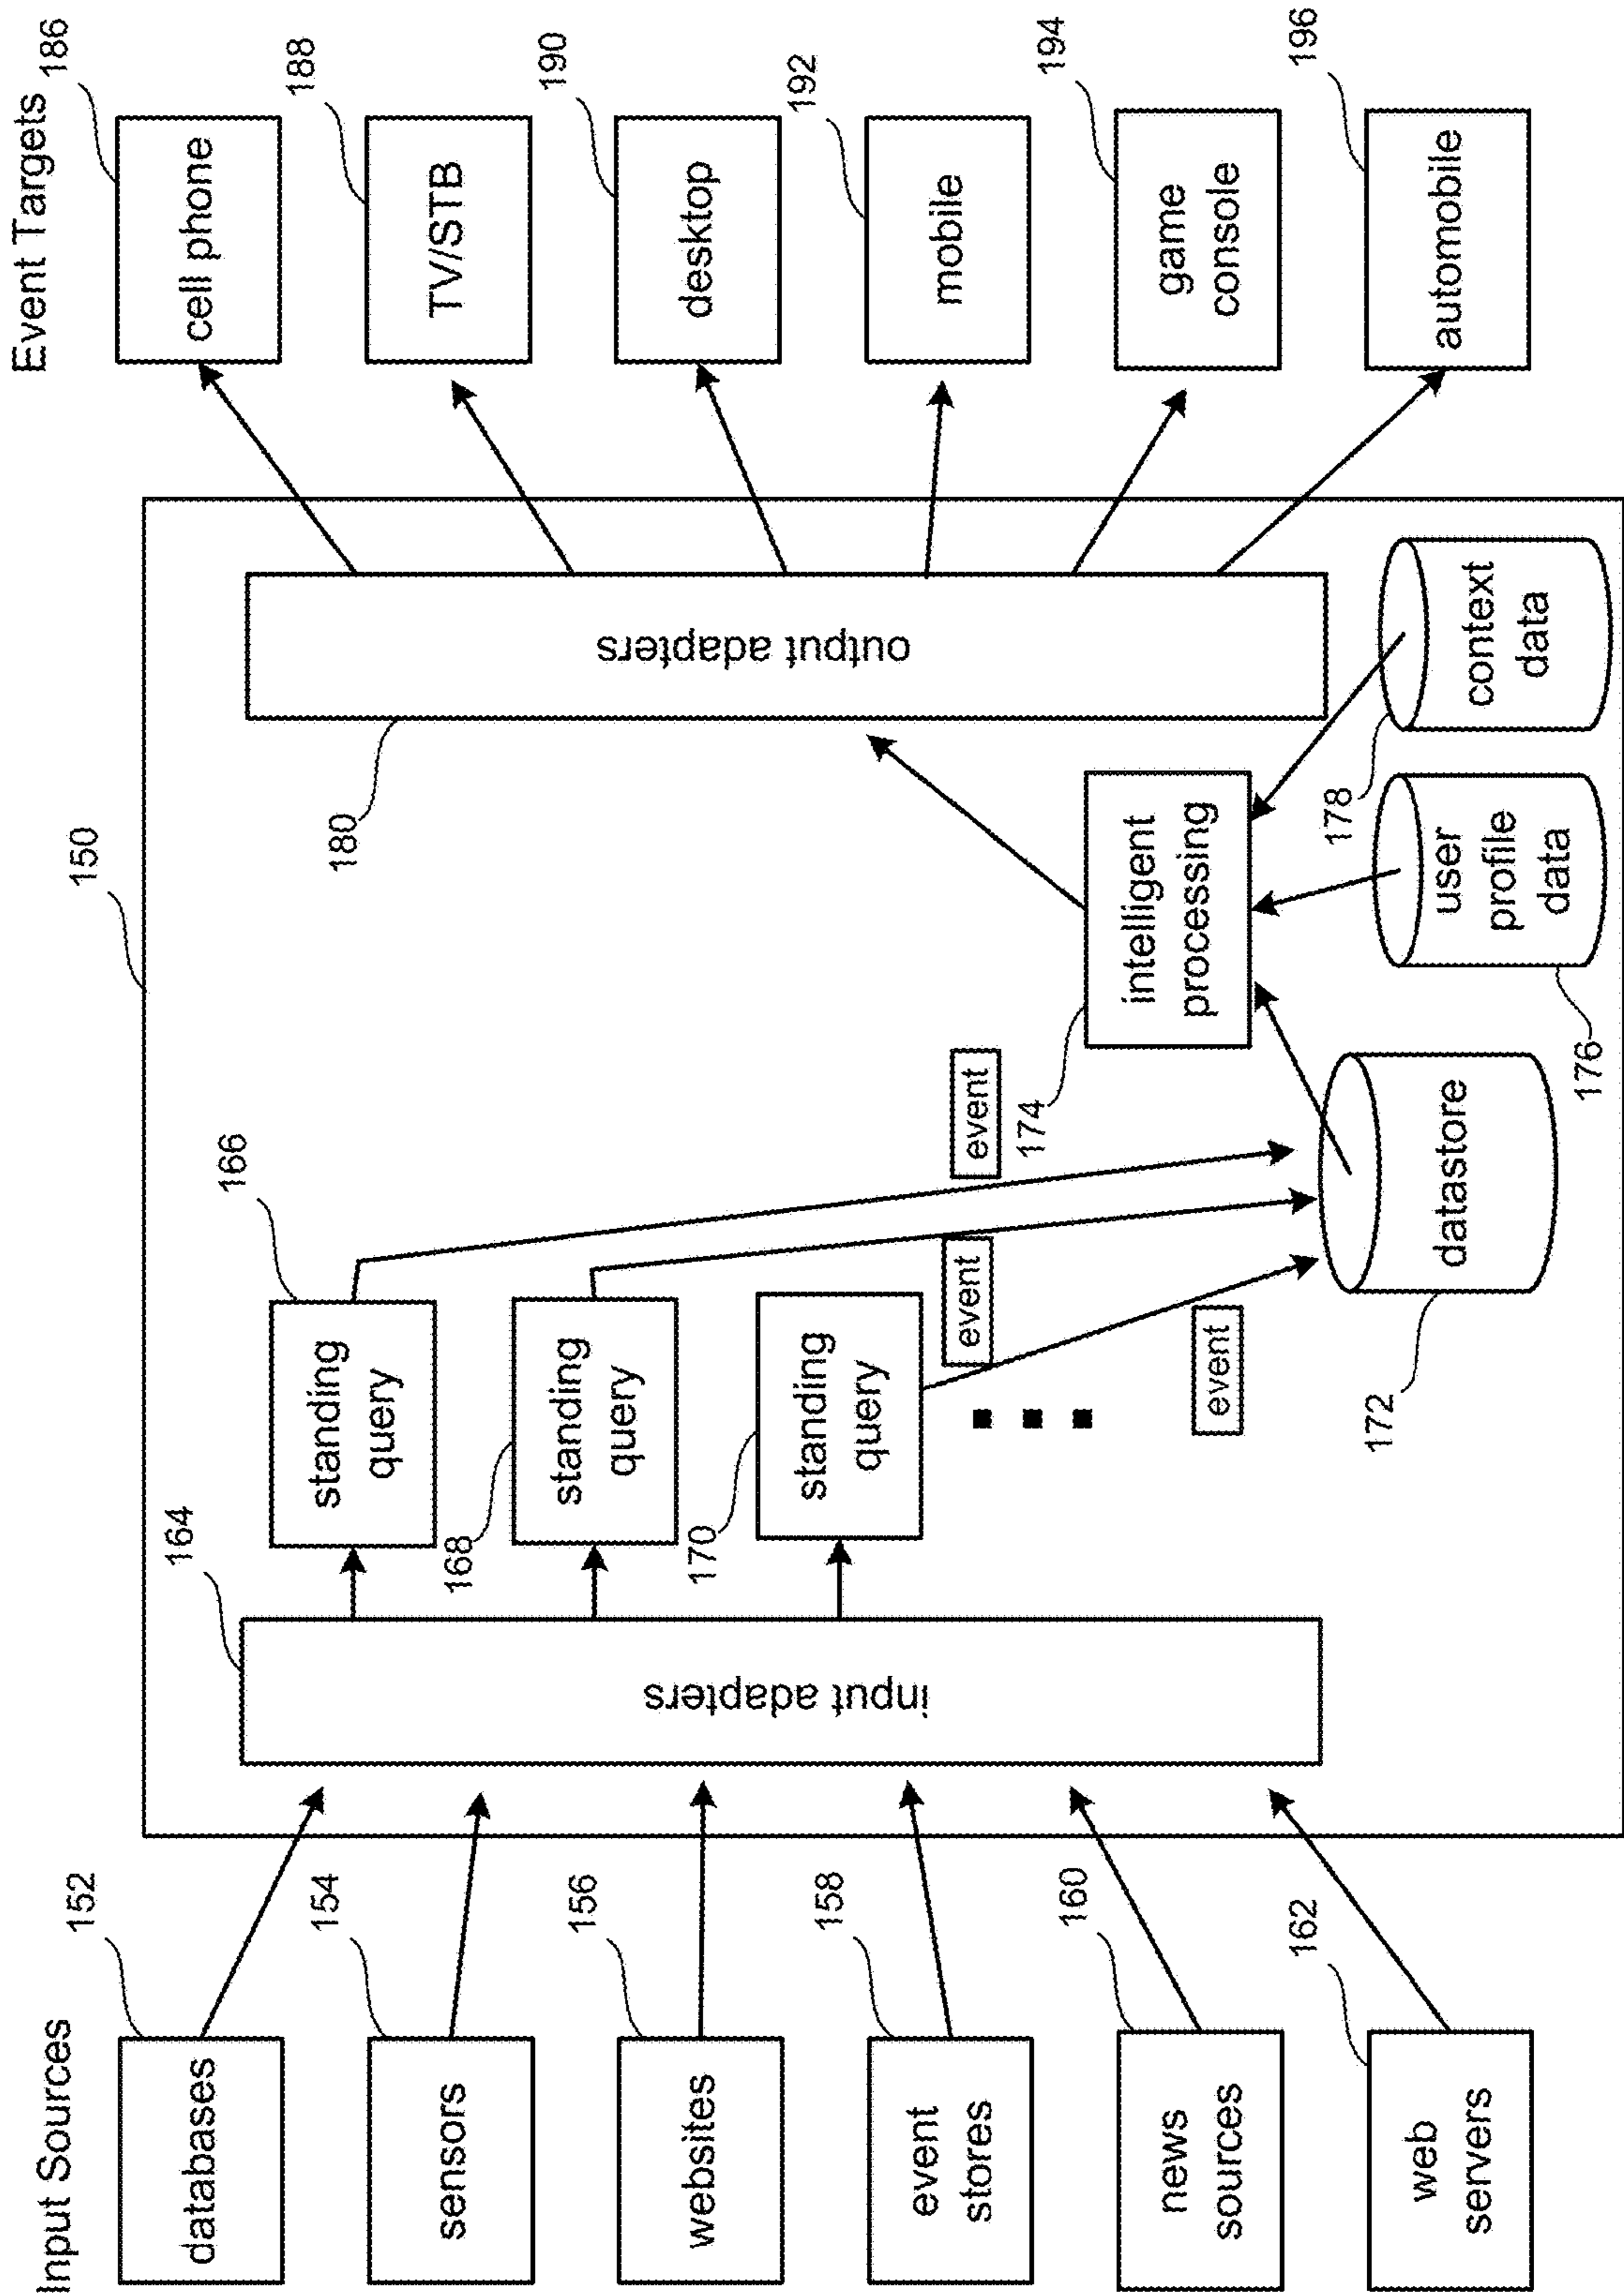 Input Sources
databases
152
sensors
154
websites
156
event
stores
158
news
sources
160
web
servers
162
150
input adapters
164
standing
query
166
standing
query
168
standing
query
170
event
event
event
datastore
172
intelligent
processing
174
user
profile
data
176
context
data
178
output adapters
180
Event Targets
cell phone
186
TV/STB
188
desktop
190
mobile
192
game
console
194
automobile
196